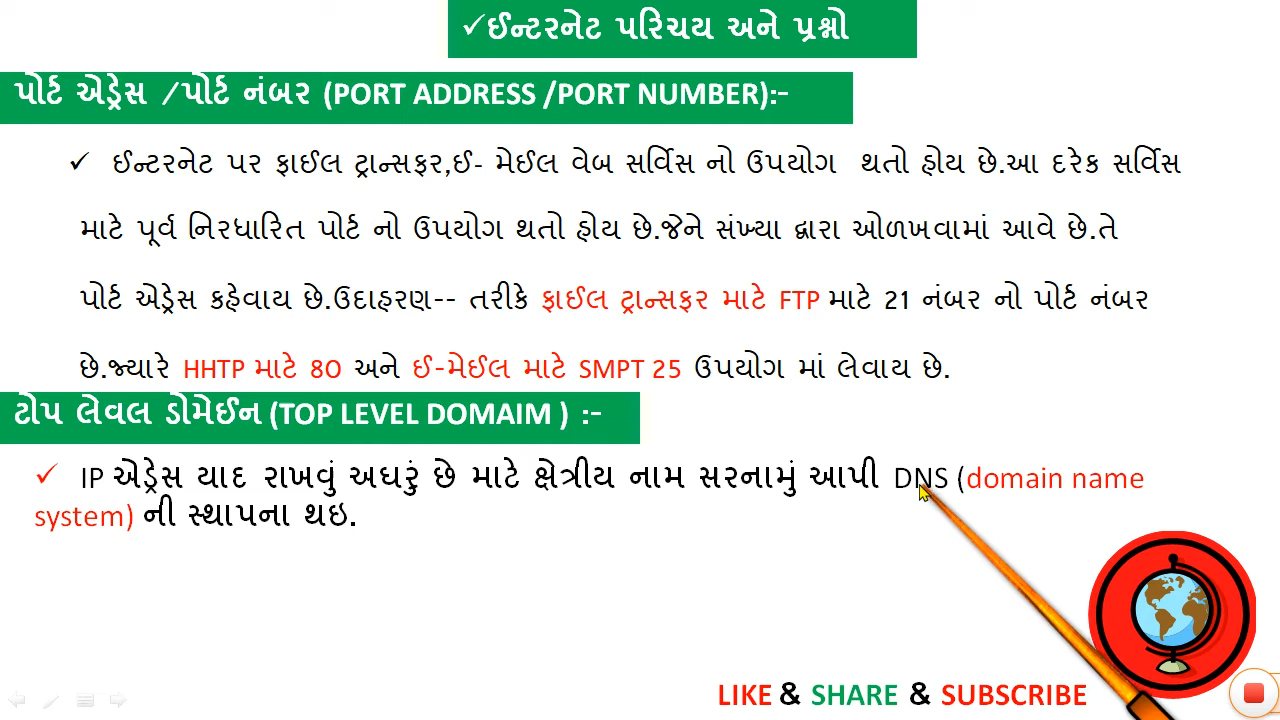 ✓ઈન્ટરનેટ પરિચય અને પ્રશ્નો
પોર્ટ એડ્રેસ /પોર્ટ નંબર (PORT ADDRESS /PORT NUMBER):-
✓ ઈન્ટરનેટ પર ફાઈલ ટ્રાન્સફર,ઈ- મેઈલ વેબ સર્વિસ નો ઉપયોગ થતો હોય છે.આ દરેક સર્વિસ
માટે પૂર્વ નિરધારિત પોર્ટ નો ઉપયોગ થતો હોય છે.જેને સંખ્યા દ્વારા ઓળખવામાં આવે છે.તે
પોર્ટ એડ્રેસ કહેવાય છે.ઉદાહરણ-- તરીકે ફાઈલ ટ્રાન્સફર માટે FTP માટે 21 નંબર નો પોર્ટ નંબર
છે.જ્યારે HHTP માટે 80 અને ઈ-મેઈલ માટે SMPT 25 ઉપયોગ માં લેવાય છે.
ટોપ લેવલ ડોમેઈન (TOP LEVEL DOMAIM ) :-
✓ IP એડ્રેસ યાદ રાખવું અઘરું છે માટે ક્ષેત્રીય નામ સરનામું આપી DNS (domain name
system) ની સ્થાપના થઇ.
LIKE & SHARE & SUBSCRIBE